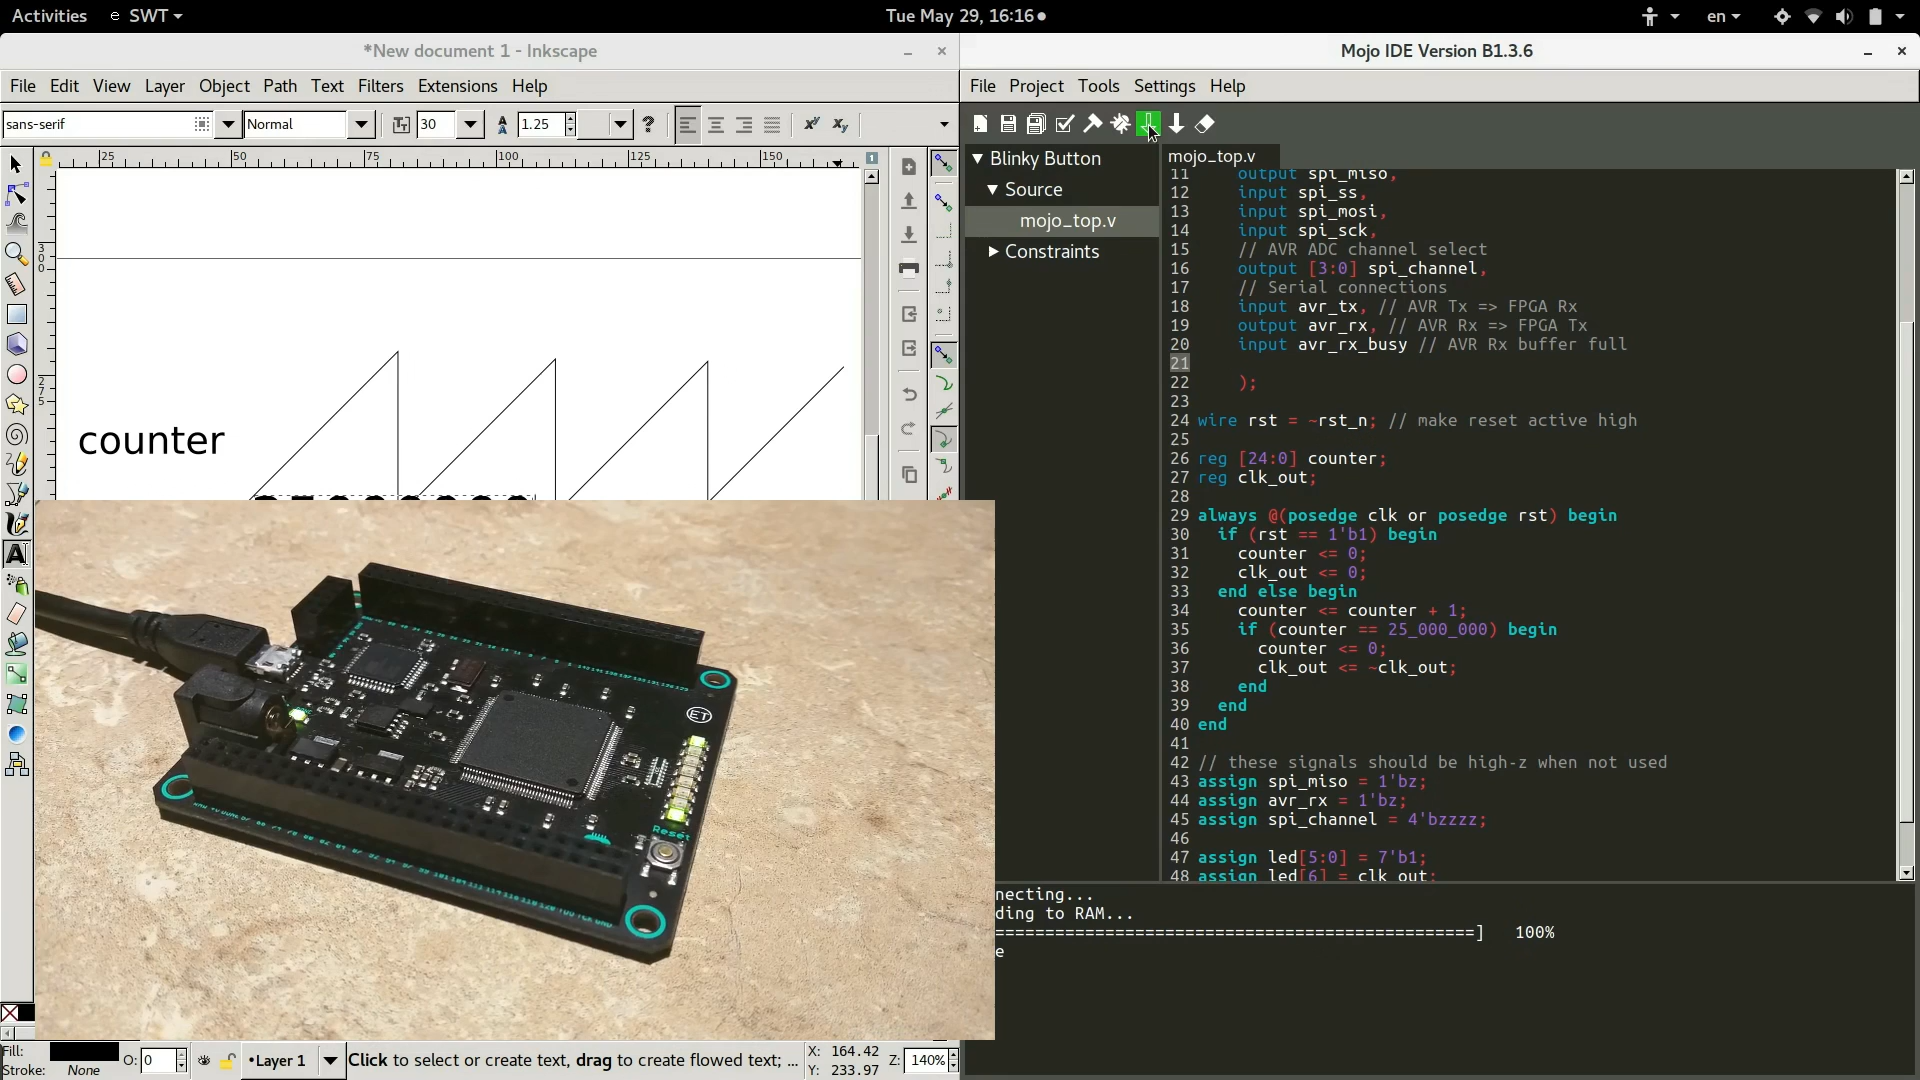 Activities
SWT
Tue May 29, 16:16
en
*New document 1 - Inkscape
File Edit View Layer Object Path Text Filters Extensions Help
sans-serif
Normal
30
1.25
25 50 75 100 125 150
300
275
counter
Mojo IDE Version B1.3.6
File Project Tools Settings Help
Blinky Button
Source
mojo_top.v
Constraints
mojo_top.v
11 output spi_miso,
12 input spi_ss,
13 input spi_mosi,
14 input spi_sck,
15 // AVR ADC channel select
16 output [3:0] spi_channel,
17 // Serial connections
18 input avr_tx, // AVR Tx => FPGA Rx
19 output avr_rx, // AVR Rx => FPGA Tx
20 input avr_rx_busy // AVR Rx buffer full
21
22 );
23
24 wire rst = ~rst_n; // make reset active high
25
26 reg [24:0] counter;
27 reg clk_out;
28
29 always @(posedge clk or posedge rst) begin
30 if (rst == 1'b1) begin
31 counter <= 0;
32 clk_out <= 0;
33 end else begin
34 counter <= counter + 1;
35 if (counter == 25_000_000) begin
36 counter <= 0;
37 clk_out <= ~clk_out;
38 end
39 end
40 end
41
42 // these signals should be high-z when not used
43 assign spi_miso = 1'bz;
44 assign avr_rx = 1'bz;
45 assign spi_channel = 4'bzzzz;
46
47 assign led[5:0] = 7'b1;
48 assign led[6] = clk_out;
necting...
ding to RAM...
=] 100%
e
ET
Reset
Fill:
Stroke: None
O: 0
•Layer 1
Click to select or create text, drag to create flowed text; ...
X: 164.42
Y: 233.97
Z: 140%